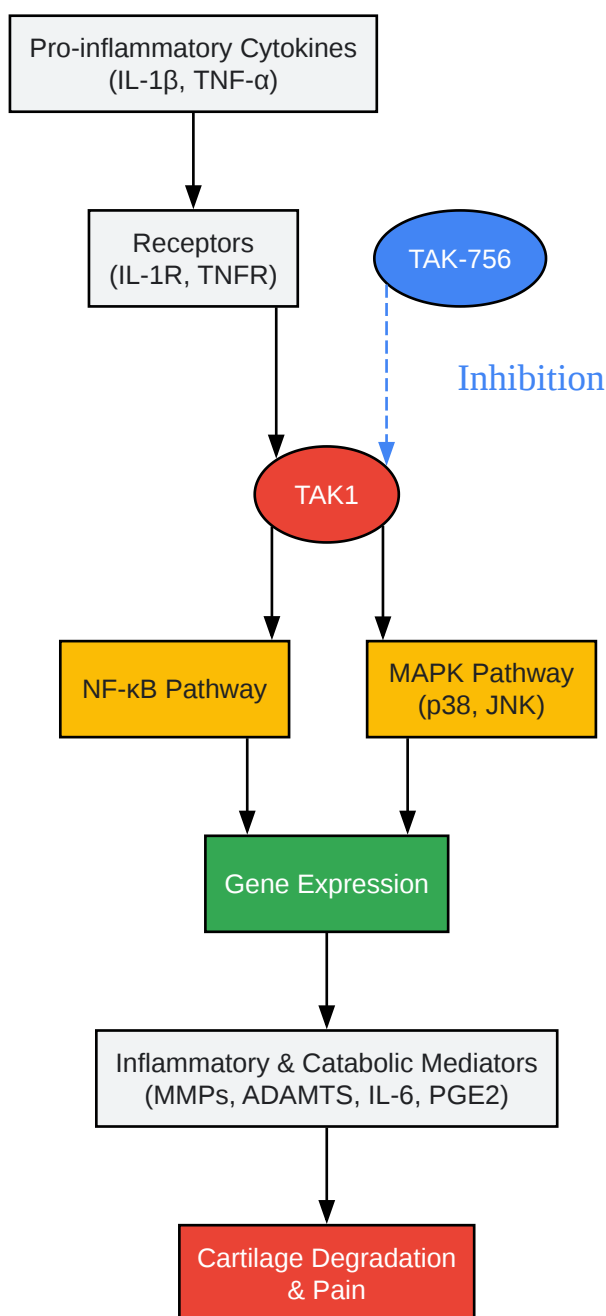 Pro-inflammatory Cytokines
(IL-1β, TNF-α)
Receptors
(IL-1R, TNFR)
TAK-756
Inhibition
TAK1
NF-κB Pathway
MAPK Pathway
(p38, JNK)
Gene Expression
Inflammatory & Catabolic Mediators
(MMPs, ADAMTS, IL-6, PGE2)
Cartilage Degradation
& Pain